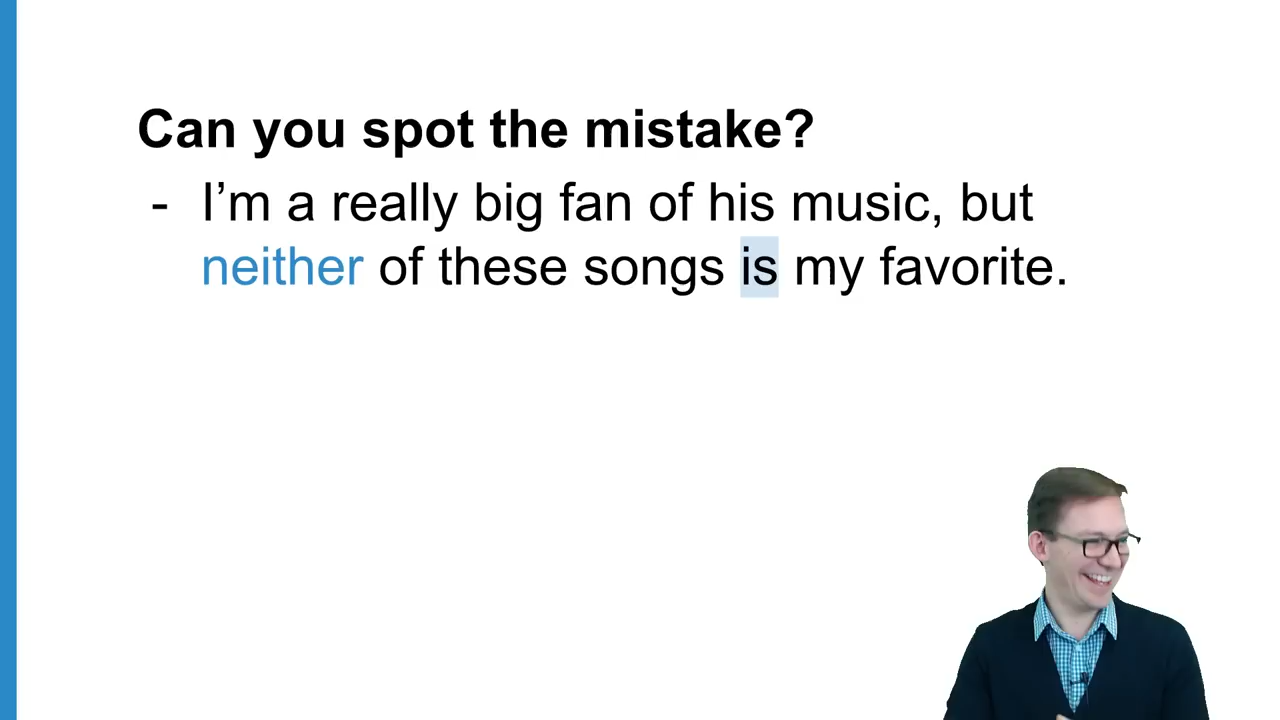 Can you spot the mistake?
- I’m a really big fan of his music, but
neither of these songs is my favorite.